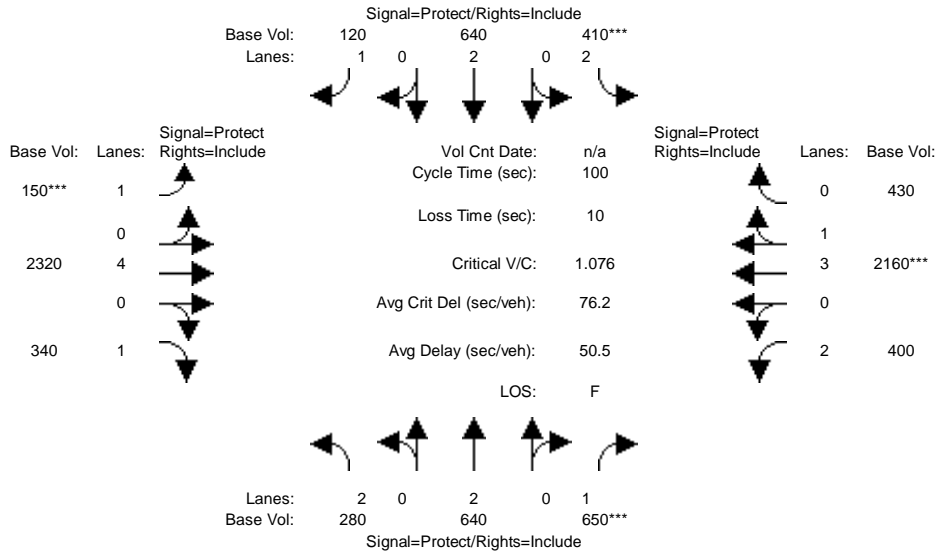 Signal=Protect/Rights=Include
Base Vol: 120 640 410***
Lanes: 1 0 2 0 2
Signal=Protect
Base Vol: Lanes: Rights=Include
Vol Cnt Date: n/a
Signal=Protect
Rights=Include Lanes: Base Vol:
Cycle Time (sec): 100
150*** 1
0 430
Loss Time (sec): 10
0
1
2320 4
Critical V/C: 1.076
3 2160***
0
Avg Crit Del (sec/veh): 76.2
0
340 1
Avg Delay (sec/veh): 50.5
2 400
LOS: F
Lanes: 2 0 2 0 1
Base Vol: 280 640 650***
Signal=Protect/Rights=Include